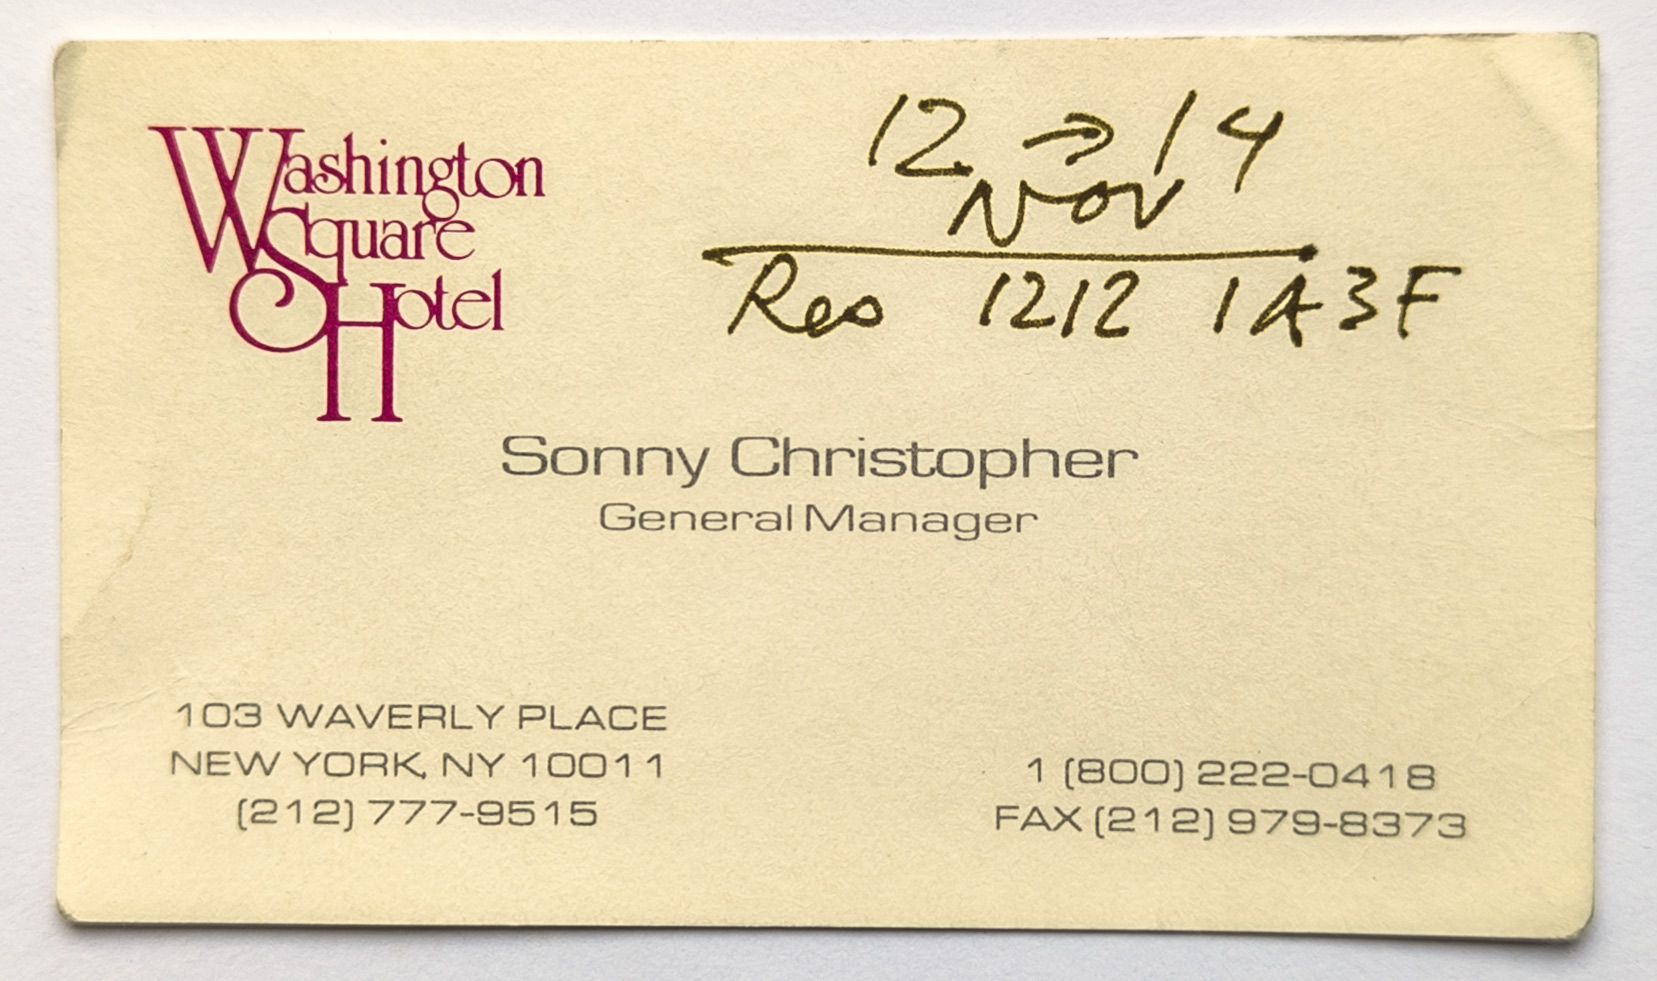 Washington
Square
Hotel
12 → 14
Nov
Res 1212 1A3F
Sonny Christopher
General Manager
103 WAVERLY PLACE
NEW YORK, NY 10011
(212) 777-9515
1 (800) 222-0418
FAX (212) 979-8373